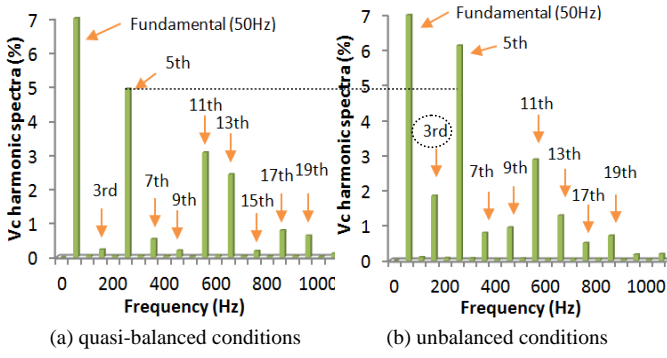 Vc harmonic spectra (%)
7
6
5
4
3
2
1
0
Fundamental (50Hz)
5th
3rd
7th
9th
11th
13th
15th
17th
19th
0
200
400
600
800
1000
Frequency (Hz)
(a) quasi-balanced conditions
Vc harmonic spectra (%)
7
6
5
4
3
2
1
0
Fundamental (50Hz)
5th
3rd
7th
9th
11th
13th
17th
19th
0
200
400
600
800
1000
Frequency (Hz)
(b) unbalanced conditions